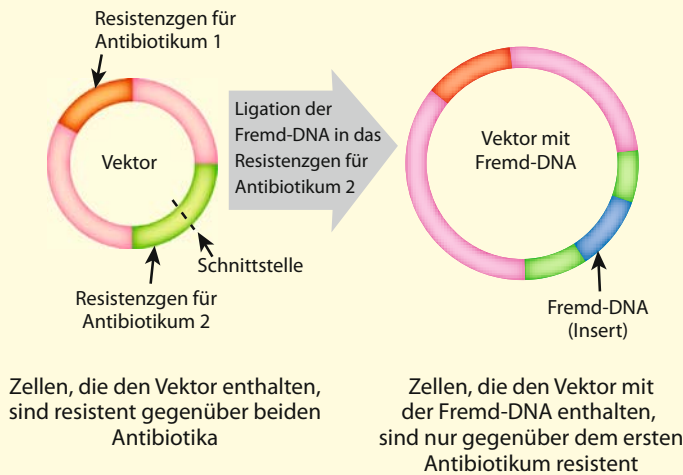 Resistenzgen für
Antibiotikum 1
Vektor
Ligation der
Fremd-DNA in das
Resistenzgen für
Antibiotikum 2
Vektor mit
Fremd-DNA
Schnittstelle
Resistenzgen für
Antibiotikum 2
Fremd-DNA
(Insert)
Zellen, die den Vektor enthalten,
sind resistent gegenüber beiden
Antibiotika
Zellen, die den Vektor mit
der Fremd-DNA enthalten,
sind nur gegenüber dem ersten
Antibiotikum resistent